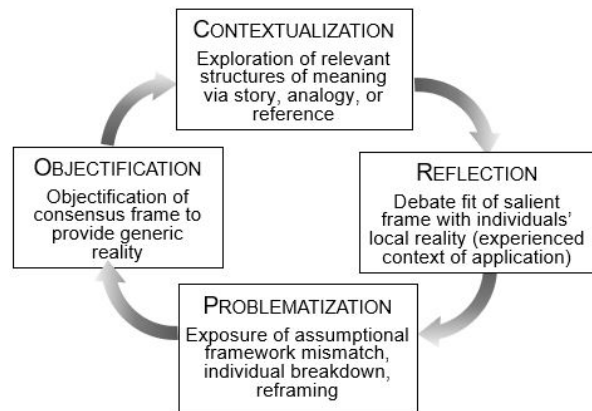 CONTEXTUALIZATION
Exploration of relevant
structures of meaning
via story, analogy, or
reference
REFLECTION
Debate fit of salient
frame with individuals'
local reality (experienced
context of application)
PROBLEMATIZATION
Exposure of assumptional
framework mismatch,
individual breakdown,
reframing
OBJECTIFICATION
Objectification of
consensus frame to
provide generic
reality